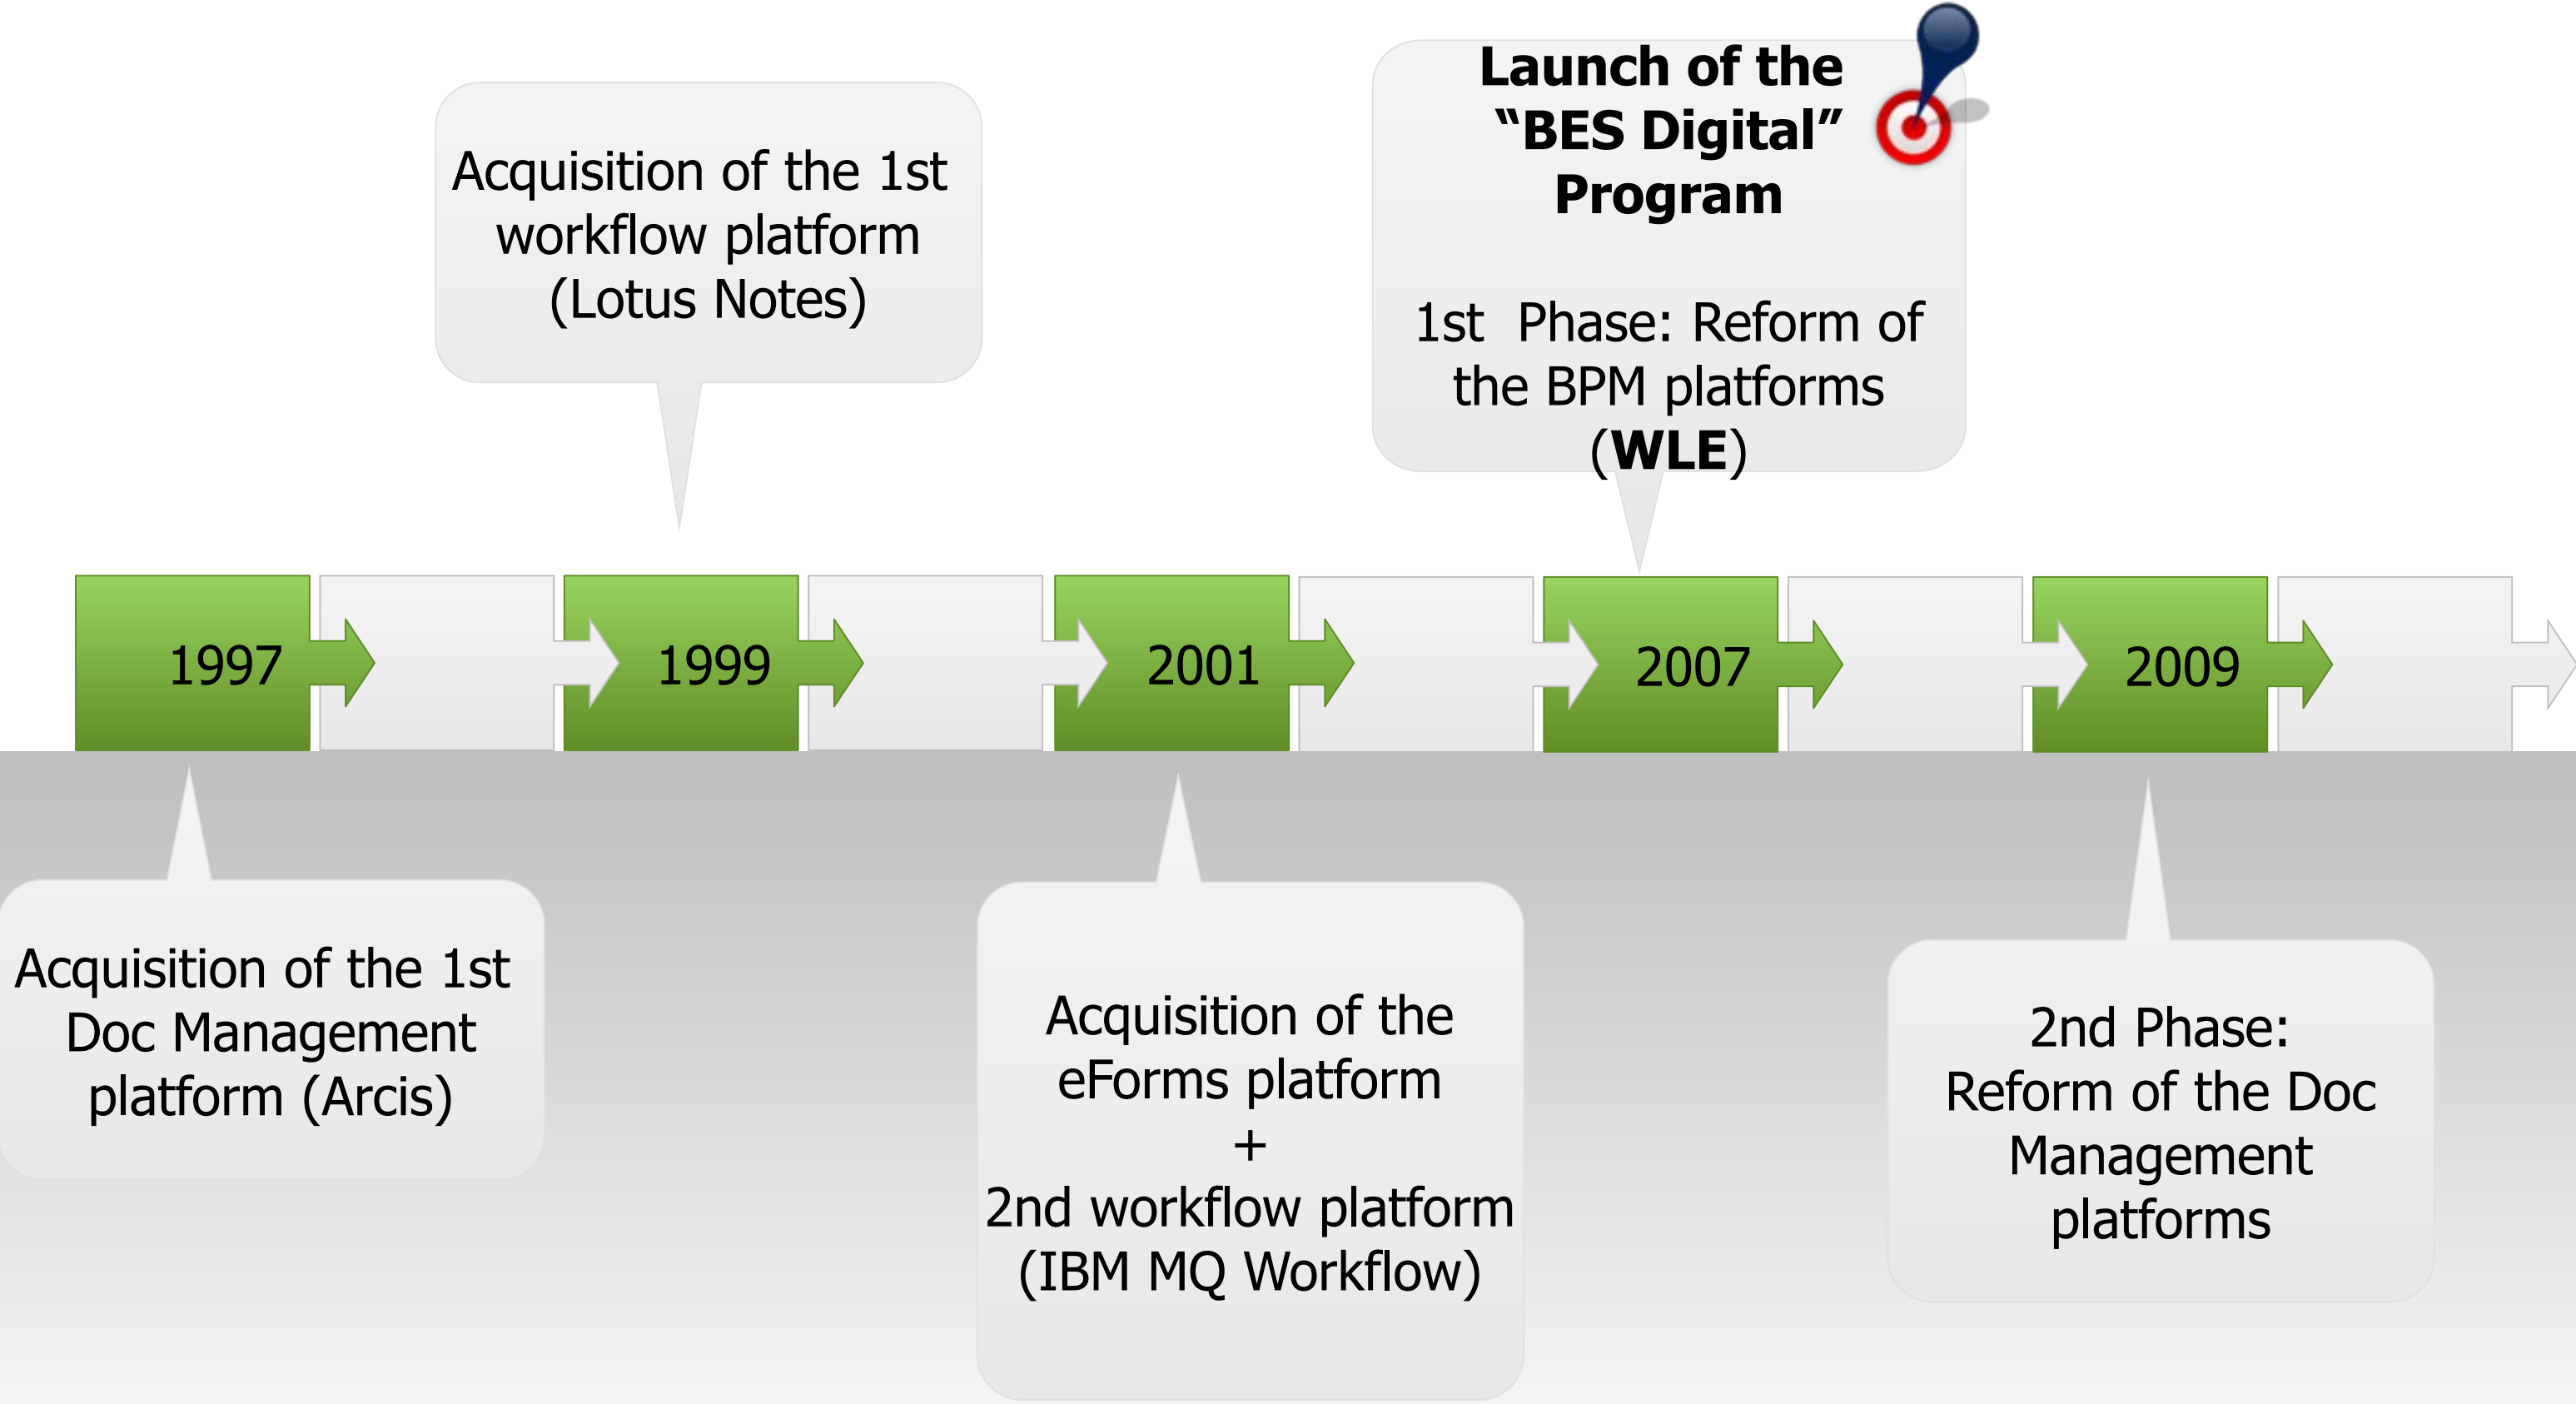 Launch of the
“BES Digital”
Program
1st  Phase: Reform of
the BPM platforms
(WLE)
Acquisition of the 1st
workflow platform
(Lotus Notes)
1997
1999
2001
2007
2009
Acquisition of the 1st
Doc Management
platform (Arcis)
Acquisition of the
eForms platform
+
2nd workflow platform
(IBM MQ Workflow)
2nd Phase:
Reform of the Doc
Management
platforms